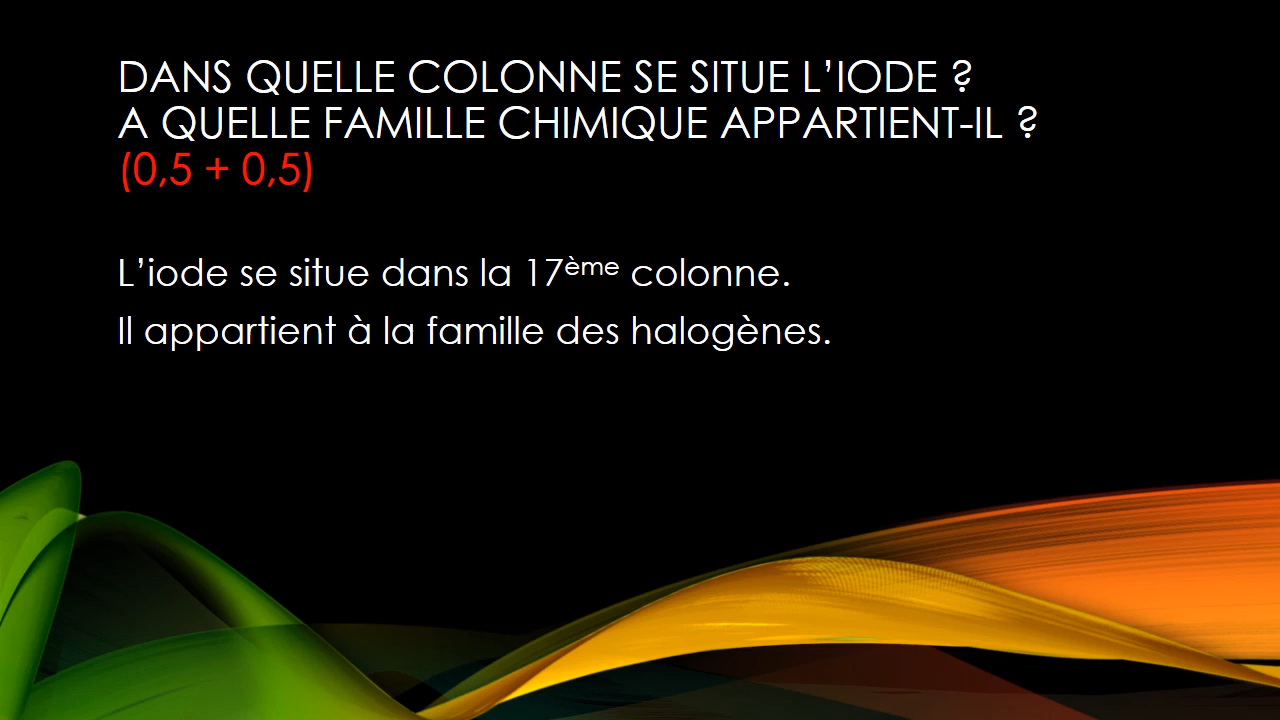 DANS QUELLE COLONNE SE SITUE L’IODE ?
A QUELLE FAMILLE CHIMIQUE APPARTIENT-IL ?
(0,5 + 0,5)
L’iode se situe dans la 17ème colonne.
Il appartient à la famille des halogènes.